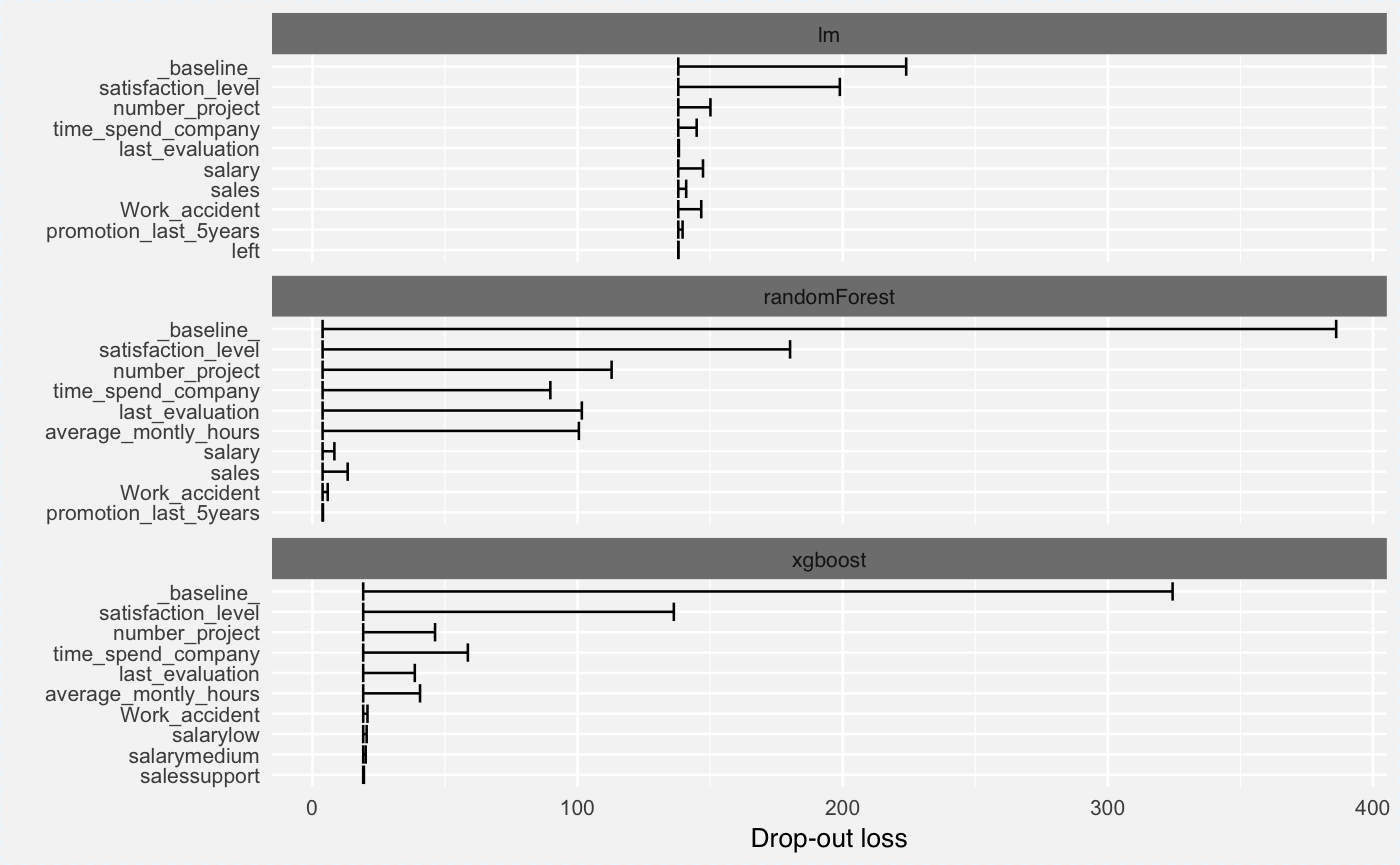 lm
_baseline_
satisfaction_level
number_project
time_spend_company
last_evaluation
salary
sales
Work_accident
promotion_last_5years
left
randomForest
_baseline_
satisfaction_level
number_project
time_spend_company
last_evaluation
average_montly_hours
salary
sales
Work_accident
promotion_last_5years
xgboost
_baseline_
satisfaction_level
number_project
time_spend_company
last_evaluation
average_montly_hours
Work_accident
salarylow
salarymedium
salessupport
0 100 200 300 400
Drop-out loss